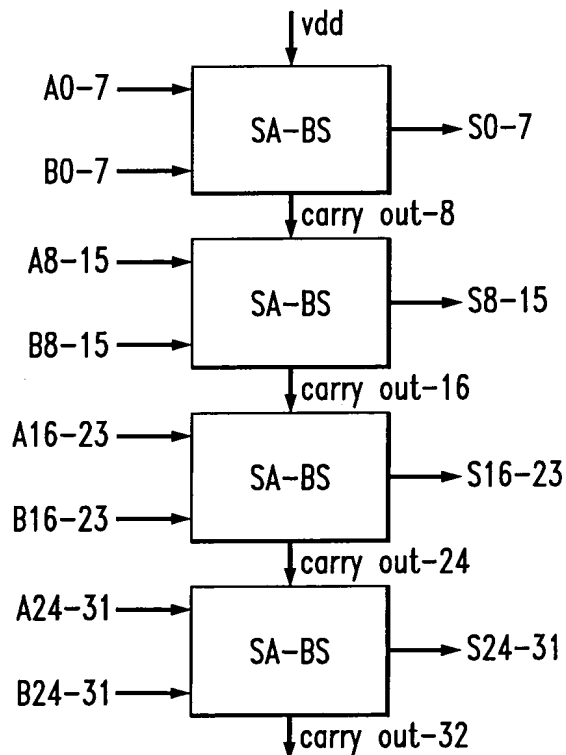 vdd
A0-7
SA-BS
S0-7
B0-7
carry out-8
A8-15
SA-BS
S8-15
B8-15
carry out-16
A16-23
SA-BS
S16-23
B16-23
carry out-24
A24-31
SA-BS
S24-31
B24-31
carry out-32